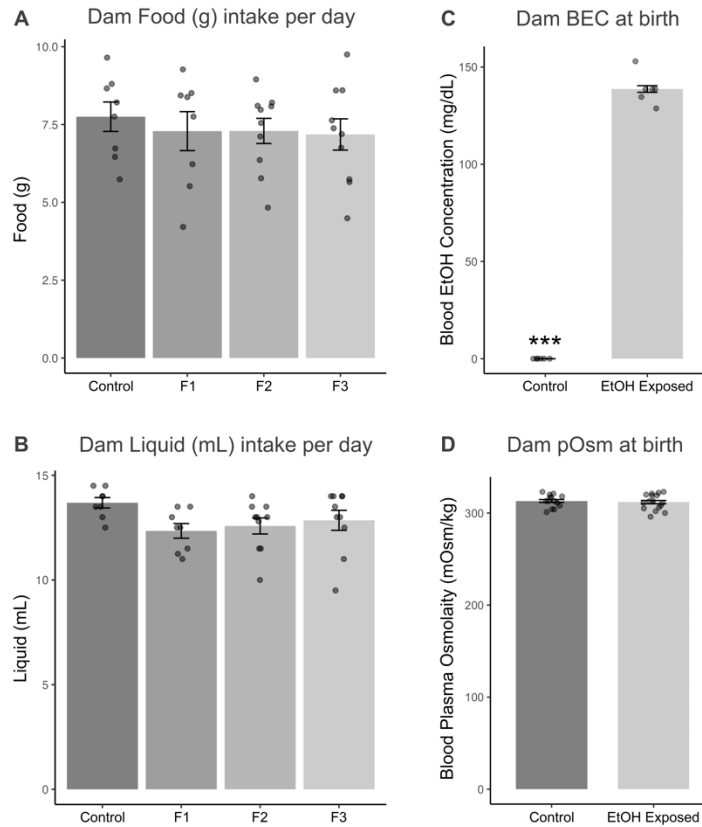 A Dam Food (g) intake per day
10.0
7.5
5.0
2.5
0.0
Food (g)
Control F1 F2 F3
B Dam Liquid (mL) intake per day
15
10
5
0
Liquid (mL)
Control F1 F2 F3
C Dam BEC at birth
150
100
50
0
Blood EtOH Concentration (mg/dL)
***
Control EtOH Exposed
D Dam pOsm at birth
300
200
100
0
Blood Plasma Osmolaity (mOsm/kg)
Control EtOH Exposed